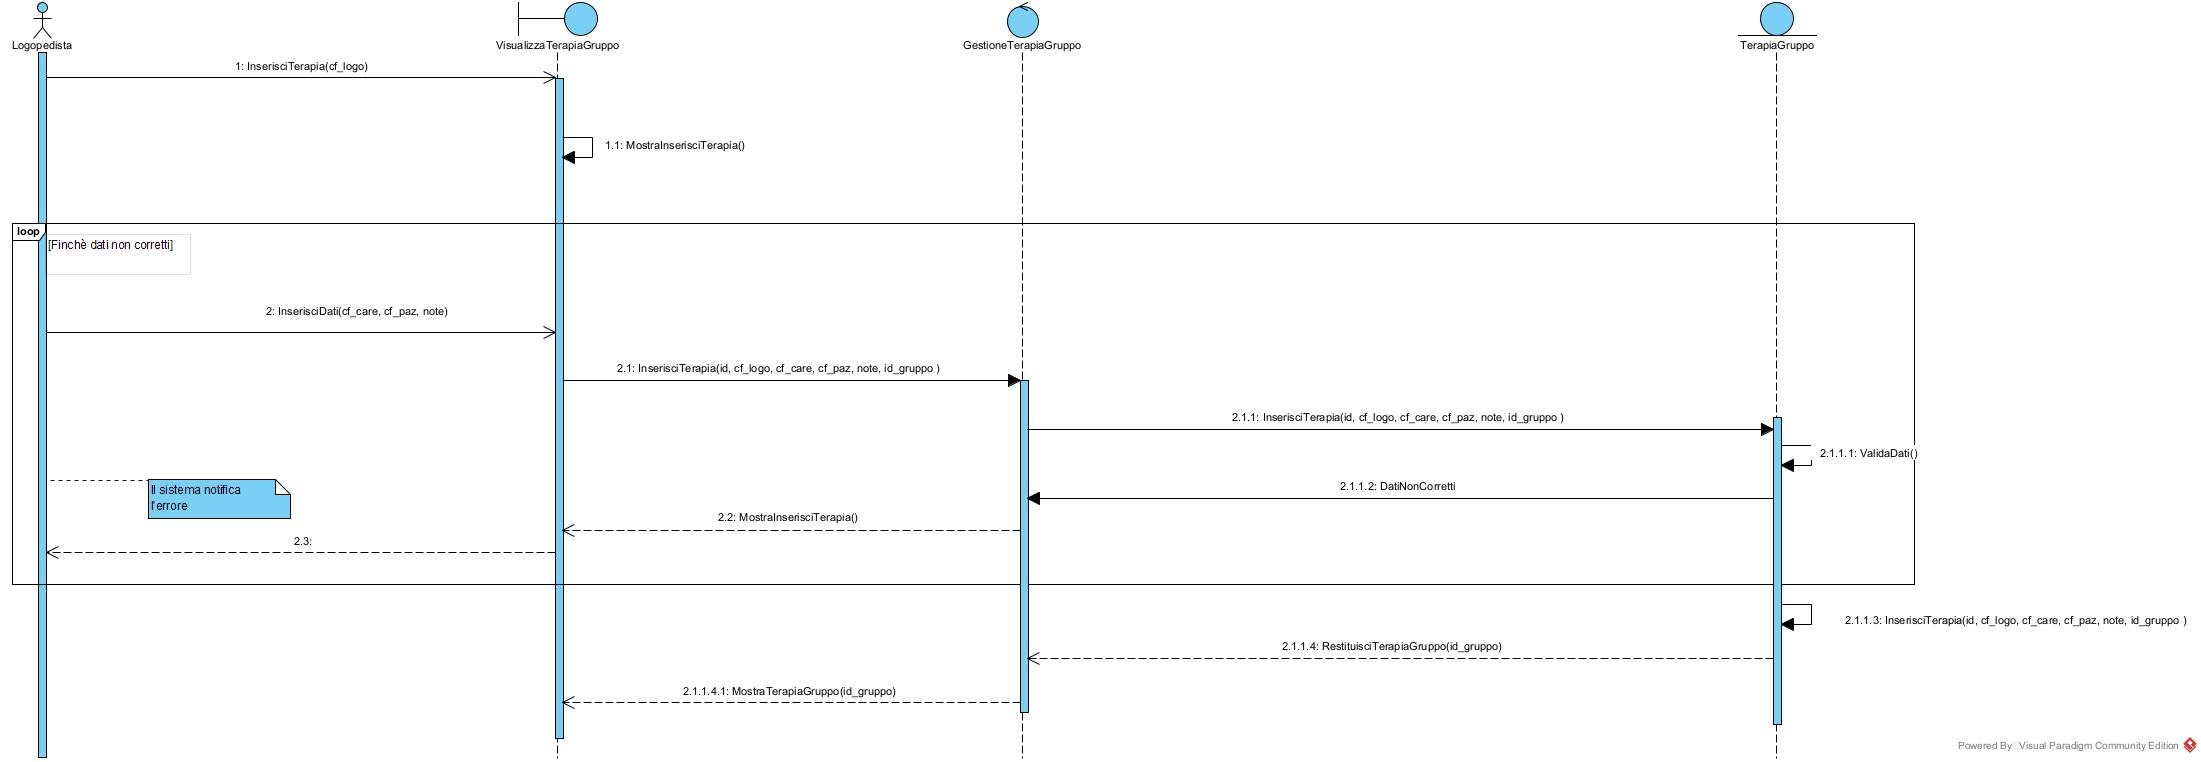 Logopedista
VisualizzaTerapiaGruppo
GestioneTerapiaGruppo
TerapiaGruppo
1: InserisciTerapia(cf_logo)
1.1: MostraInserisciTerapia()
loop
[Finchè dati non corretti]
2: InserisciDati(cf_care, cf_paz, note)
2.1: InserisciTerapia(id, cf_logo, cf_care, cf_paz, note, id_gruppo )
2.1.1: InserisciTerapia(id, cf_logo, cf_care, cf_paz, note, id_gruppo )
2.1.1.1: ValidaDati()
Il sistema notifica
l'errore
2.1.1.2: DatiNonCorretti
2.2: MostraInserisciTerapia()
2.3:
2.1.1.3: InserisciTerapia(id, cf_logo, cf_care, cf_paz, note, id_gruppo )
2.1.1.4: RestituisciTerapiaGruppo(id_gruppo)
2.1.1.4.1: MostraTerapiaGruppo(id_gruppo)
Powered By Visual Paradigm Community Edition